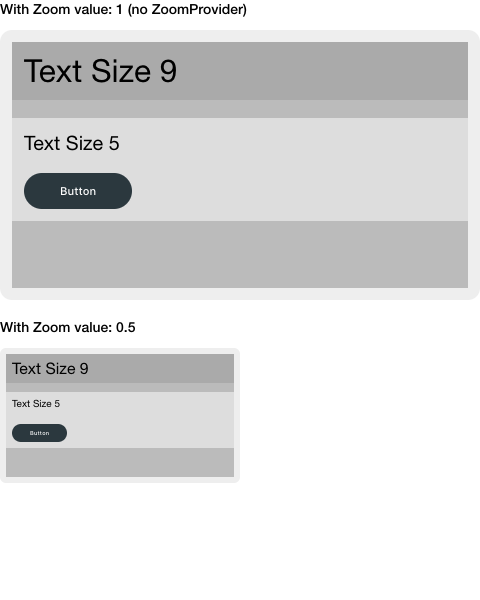 With Zoom value: 1 (no ZoomProvider)
Text Size 9
Text Size 5
Button
With Zoom value: 0.5
Text Size 9
Text Size 5
Button